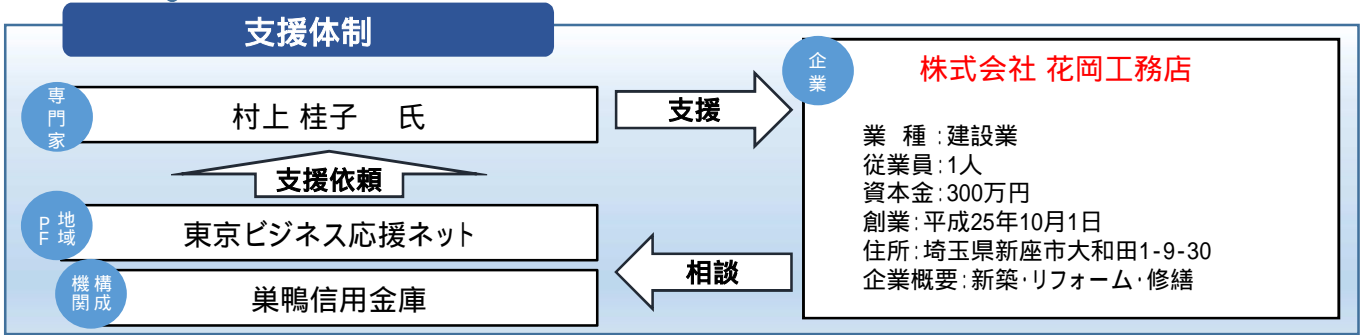 支援体制
専門家
村上 桂子 氏
支援
支援依頼
地域PF
東京ビジネス応援ネット
構成機関
巣鴨信用金庫
相談
企業
株式会社 花岡工務店
業 種:建設業
従業員:1人
資本金:300万円
創業:平成25年10月1日
住所:埼玉県新座市大和田1-9-30
企業概要:新築・リフォーム・修繕